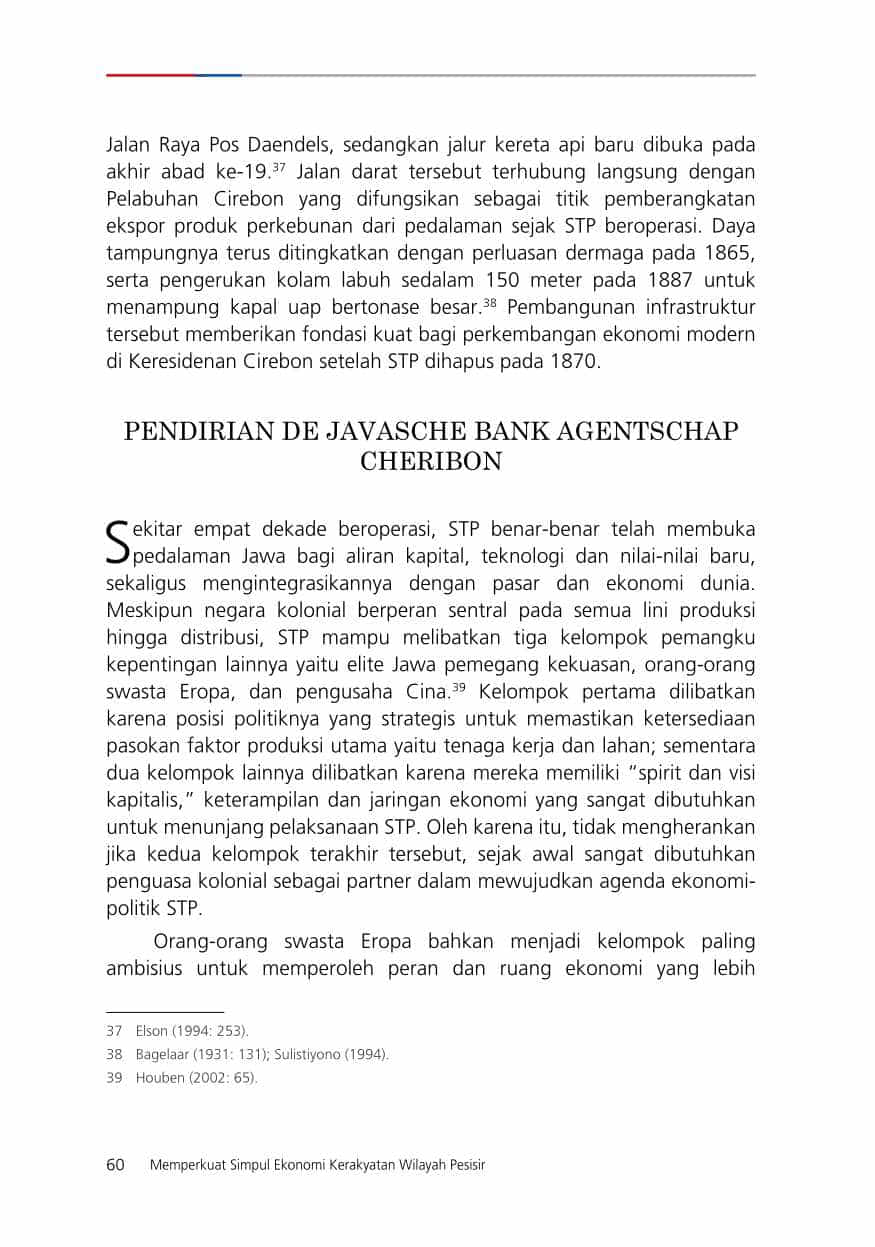 Jalan Raya Pos Daendels, sedangkan jalur kereta api baru dibuka pada
akhir abad ke-19.37 Jalan darat tersebut terhubung langsung dengan
Pelabuhan Cirebon yang difungsikan sebagai titik pemberangkatan
ekspor produk perkebunan dari pedalaman sejak STP beroperasi. Daya
tampungnya terus ditingkatkan dengan perluasan dermaga pada 1865,
serta pengerukan kolam labuh sedalam 150 meter pada 1887 untuk
menampung kapal uap bertonase besar.38 Pembangunan infrastruktur
tersebut memberikan fondasi kuat bagi perkembangan ekonomi modern
di Keresidenan Cirebon setelah STP dihapus pada 1870.
PENDIRIAN DE JAVASCHE BANK AGENTSCHAP
CHERIBON
Sekitar empat dekade beroperasi, STP benar-benar telah membuka
pedalaman Jawa bagi aliran kapital, teknologi dan nilai-nilai baru,
sekaligus mengintegrasikannya dengan pasar dan ekonomi dunia.
Meskipun negara kolonial berperan sentral pada semua lini produksi
hingga distribusi, STP mampu melibatkan tiga kelompok pemangku
kepentingan lainnya yaitu elite Jawa pemegang kekuasan, orang-orang
swasta Eropa, dan pengusaha Cina.39 Kelompok pertama dilibatkan
karena posisi politiknya yang strategis untuk memastikan ketersediaan
pasokan faktor produksi utama yaitu tenaga kerja dan lahan; sementara
dua kelompok lainnya dilibatkan karena mereka memiliki “spirit dan visi
kapitalis,” keterampilan dan jaringan ekonomi yang sangat dibutuhkan
untuk menunjang pelaksanaan STP. Oleh karena itu, tidak mengherankan
jika kedua kelompok terakhir tersebut, sejak awal sangat dibutuhkan
penguasa kolonial sebagai partner dalam mewujudkan agenda ekonomi-
politik STP.
Orang-orang swasta Eropa bahkan menjadi kelompok paling
ambisius untuk memperoleh peran dan ruang ekonomi yang lebih
37 Elson (1994: 253).
38 Bagelaar (1931: 131); Sulistiyono (1994).
39 Houben (2002: 65).
60 Memperkuat Simpul Ekonomi Kerakyatan Wilayah Pesisir